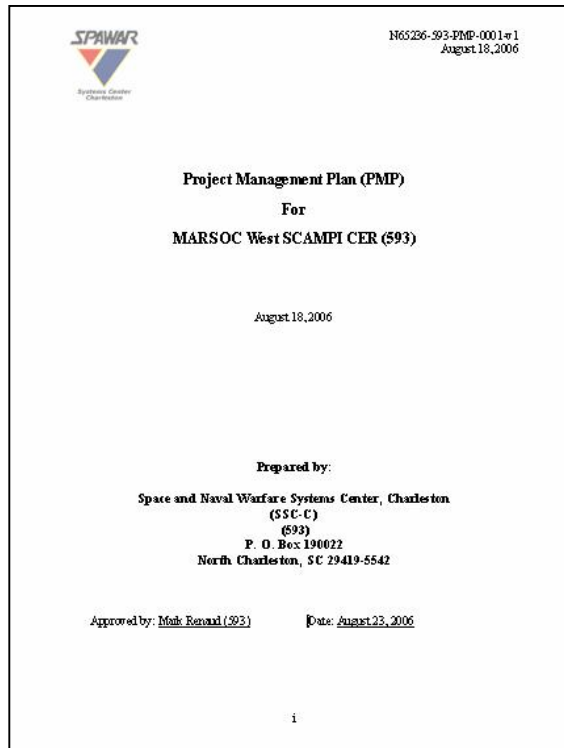 SPAWAR
Systems Center
Charleston
N65236-593-PMP-0001-v1
August 18, 2006
Project Management Plan (PMP)
For
MARSOC West SCAMPI CER (593)
August 18, 2006
Prepared by:
Space and Naval Warfare Systems Center, Charleston
(SSC-C)
(593)
P. O. Box 190022
North Charleston, SC 29419-5542
Approved by: Mark Renaud (593) Date: August 23, 2006
i